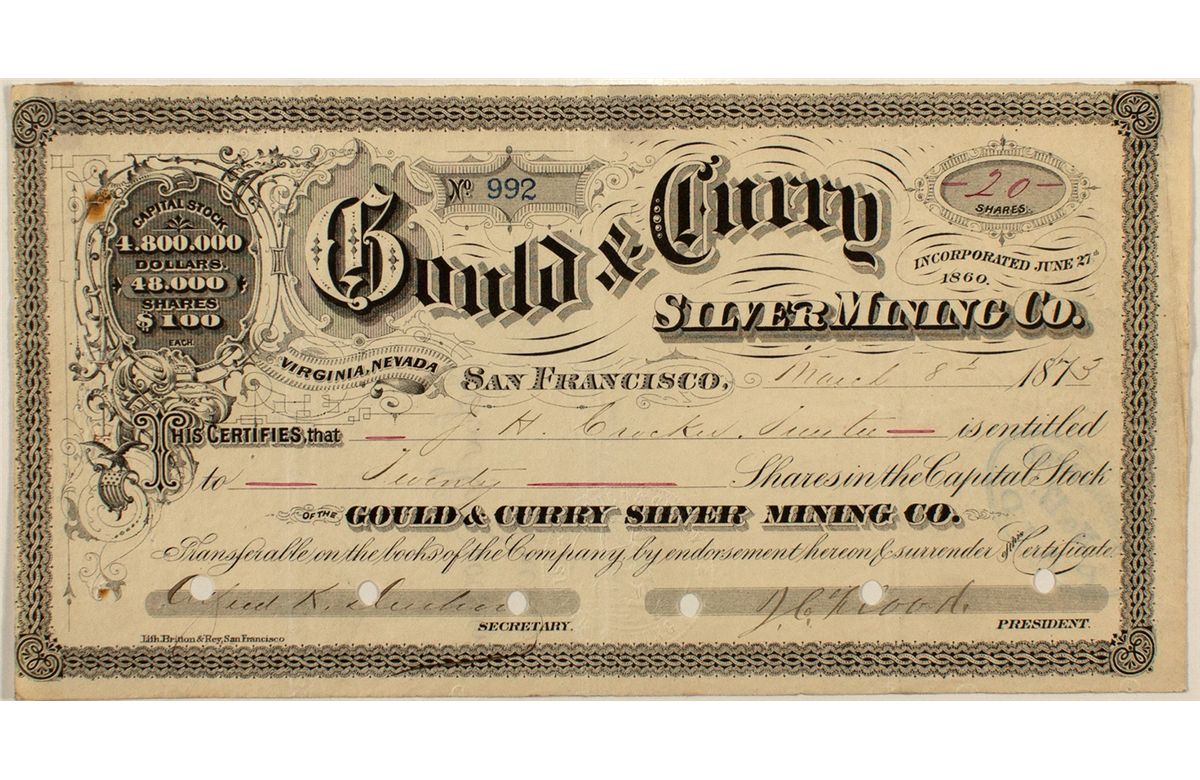 No. 992
Gould & Curry
SILVER MINING CO.
CAPITAL STOCK
4.800.000
DOLLARS.
48.000
SHARES
$100
EACH
-20-
SHARES.
INCORPORATED JUNE 27th
1860.
VIRGINIA, NEVADA
SAN FRANCISCO, March 8th 1873
THIS CERTIFIES that J. H. Crocker Trustee is entitled
to Twenty Shares in the Capital Stock
OF THE GOULD & CURRY SILVER MINING CO.
Transferable on the books of the Company, by endorsement hereon & surrender of this Certificate.
K.
J. C. Flood.
SECRETARY.
PRESIDENT.
Lith. Britton & Rey, San Francisco